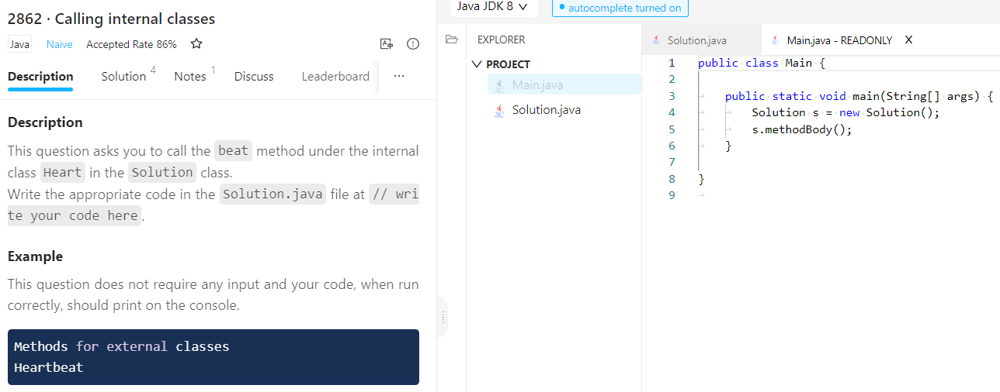 2862 · Calling internal classes
Java Naive Accepted Rate 86%
Description Solution 4 Notes 1 Discuss Leaderboard ...
Description
This question asks you to call the beat method under the internal
class Heart in the Solution class.
Write the appropriate code in the Solution.java file at // wri
te your code here.
Example
This question does not require any input and your code, when run
correctly, should print on the console.
Methods for external classes
Heartbeat
Java JDK 8
autocomplete turned on
EXPLORER
PROJECT
Main.java
Solution.java
Solution.java
Main.java - READONLY X
1 public class Main {
2
3 public static void main(String[] args) {
4 Solution s = new Solution();
5 s.methodBody();
6 }
7
8 }
9